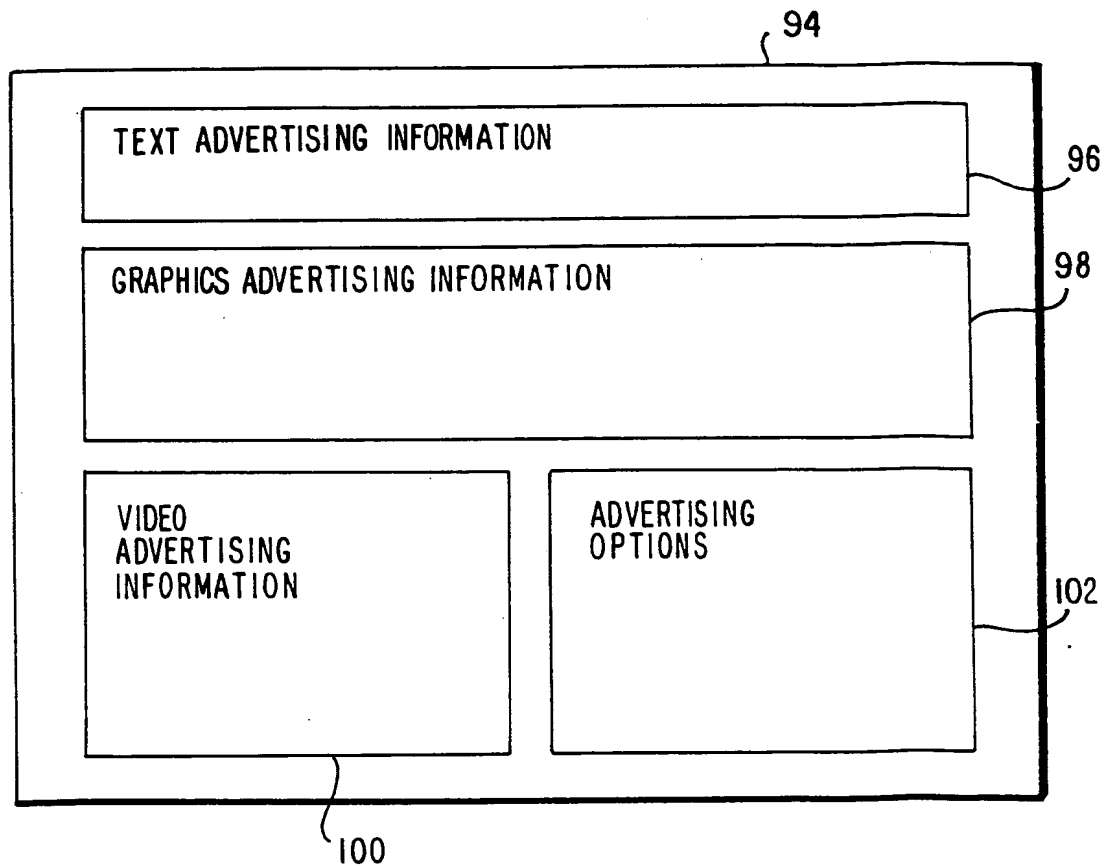 94
TEXT ADVERTISING INFORMATION
96
GRAPHICS ADVERTISING INFORMATION
98
VIDEO
ADVERTISING
INFORMATION
100
ADVERTISING
OPTIONS
102